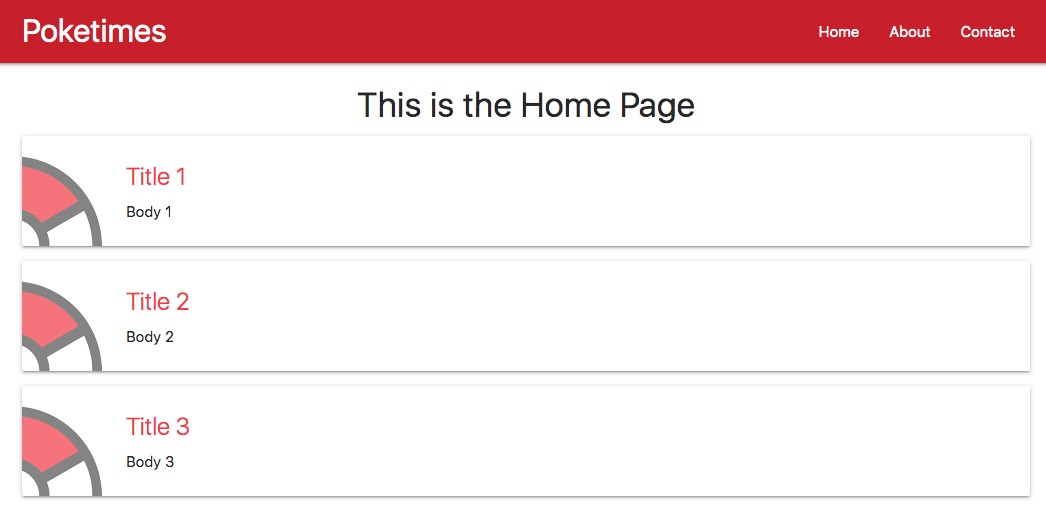 Poketimes Home About Contact
This is the Home Page
Title 1
Body 1
Title 2
Body 2
Title 3
Body 3